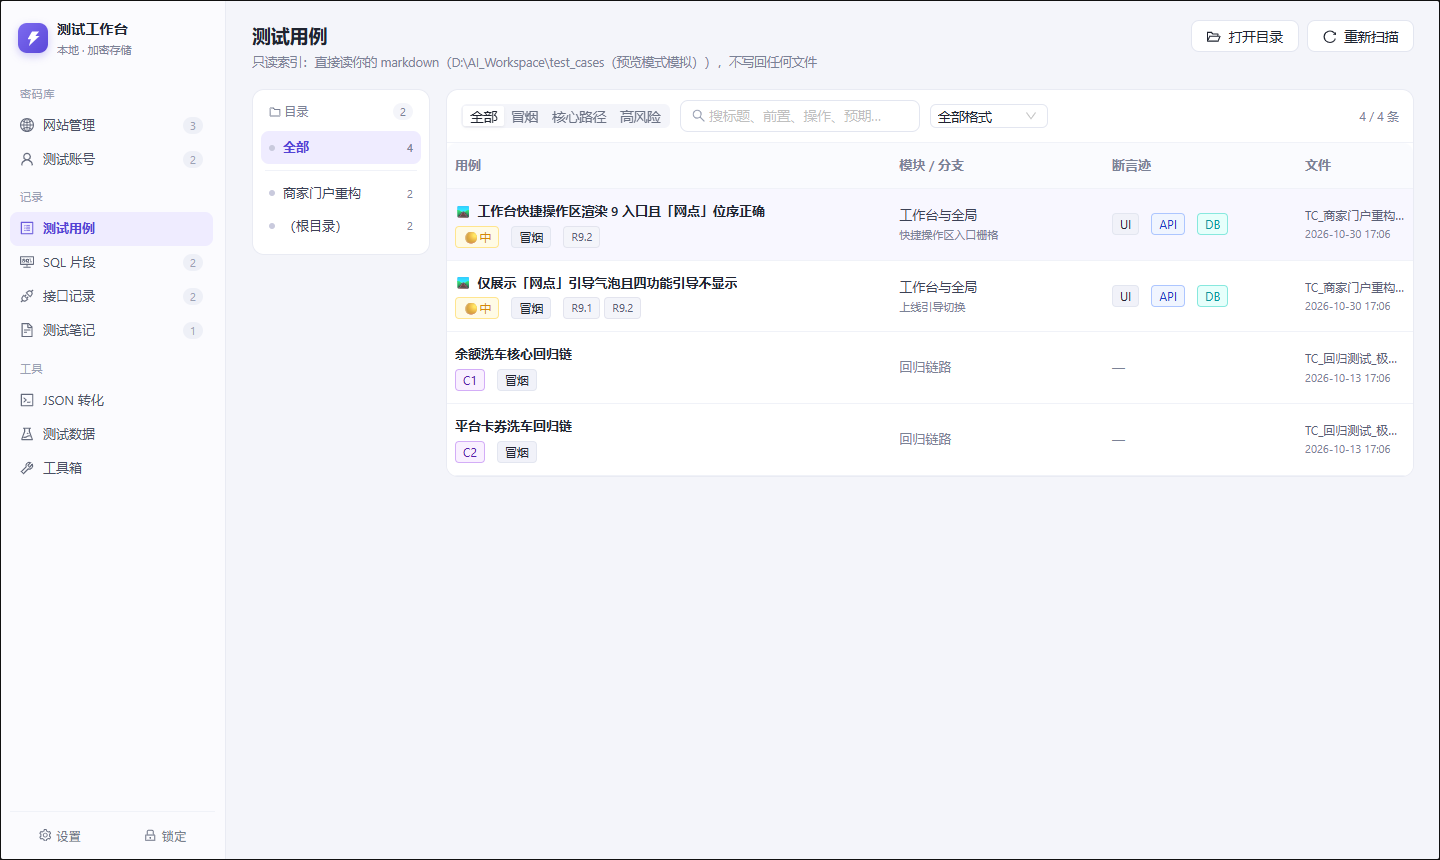 测试工作台
本地 · 加密存储
密码库
网站管理 3
测试账号 2
记录
测试用例
SQL 片段 2
接口记录 2
测试笔记 1
工具
JSON 转化
测试数据
工具箱
设置 锁定
测试用例
只读索引：直接读你的 markdown（D:\AI_Workspace\test_cases（预览模式模拟）），不写回任何文件
打开目录 重新扫描
目录 2
全部 4
商家门户重构 2
（根目录） 2
全部 冒烟 核心路径 高风险 搜标题、前置、操作、预期... 全部格式 4 / 4 条
用例 模块 / 分支 断言迹 文件
工作台快捷操作区渲染 9 入口且「网点」位序正确
中 冒烟 R9.2
工作台与全局
快捷操作区入口栅格
UI API DB
TC_商家门户重构...
2026-10-30 17:06
仅展示「网点」引导气泡且四功能引导不显示
中 冒烟 R9.1 R9.2
工作台与全局
上线引导切换
UI API DB
TC_商家门户重构...
2026-10-30 17:06
余额洗车核心回归链
C1 冒烟
回归链路
—
TC_回归测试_极...
2026-10-13 17:06
平台卡券洗车回归链
C2 冒烟
回归链路
—
TC_回归测试_极...
2026-10-13 17:06